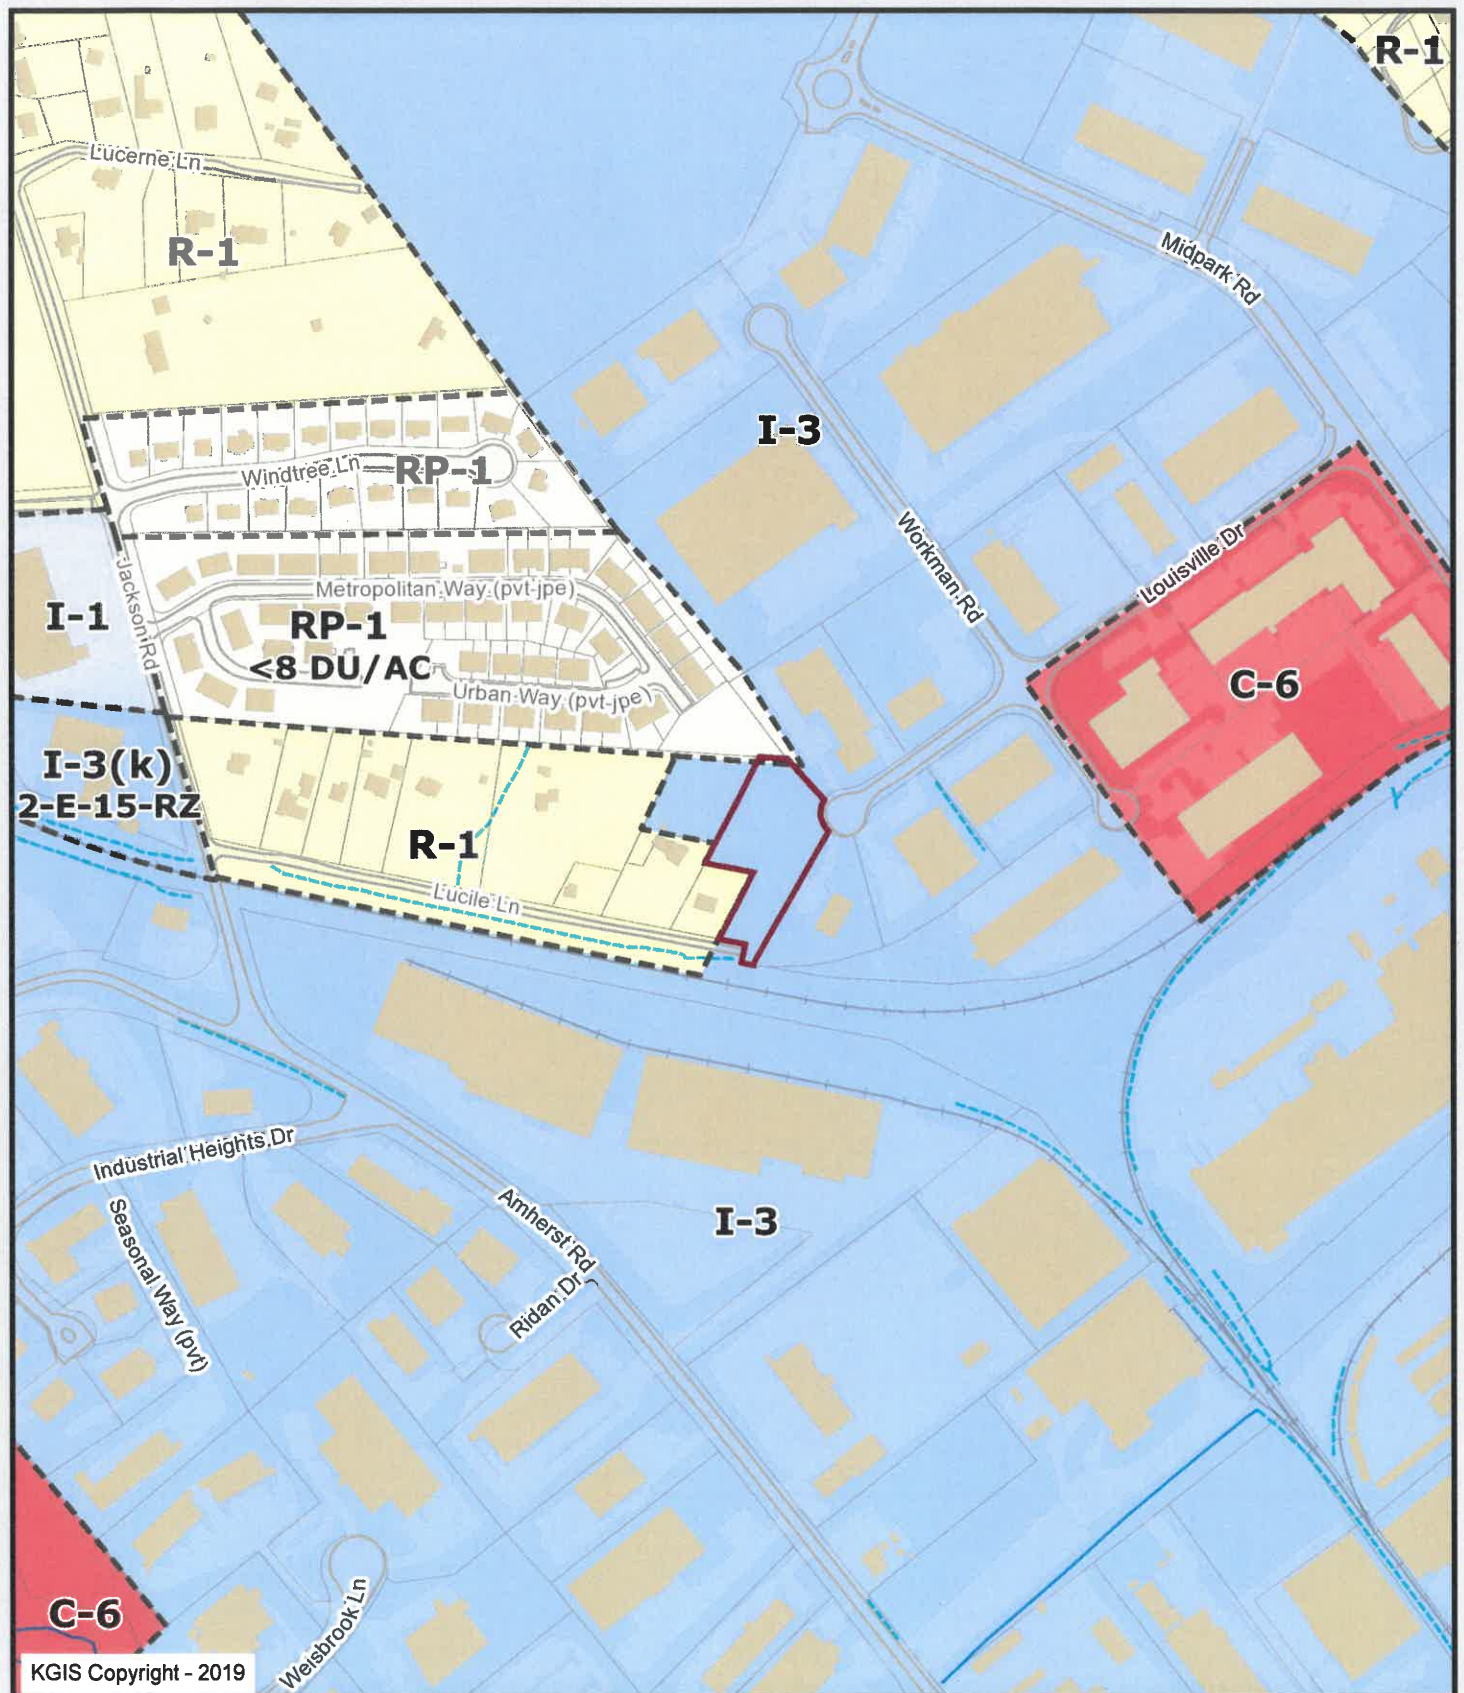 R-1
Lucerne Ln
R-1
Midpark Rd
I-3
Windtree Ln
RP-1
Workman Rd
Louisville Dr
Jackson Rd
Metropolitan Way (pvt-jpe)
I-1
RP-1
<8 DU/AC
C-6
Urban Way (pvt-jpe)
I-3(k)
2-E-15-RZ
R-1
Lucile Ln
Industrial Heights Dr
Seasonal Way (pvt)
Amherst Rd
I-3
Ridan Dr
Weisbrook Ln
C-6
KGIS Copyright - 2019